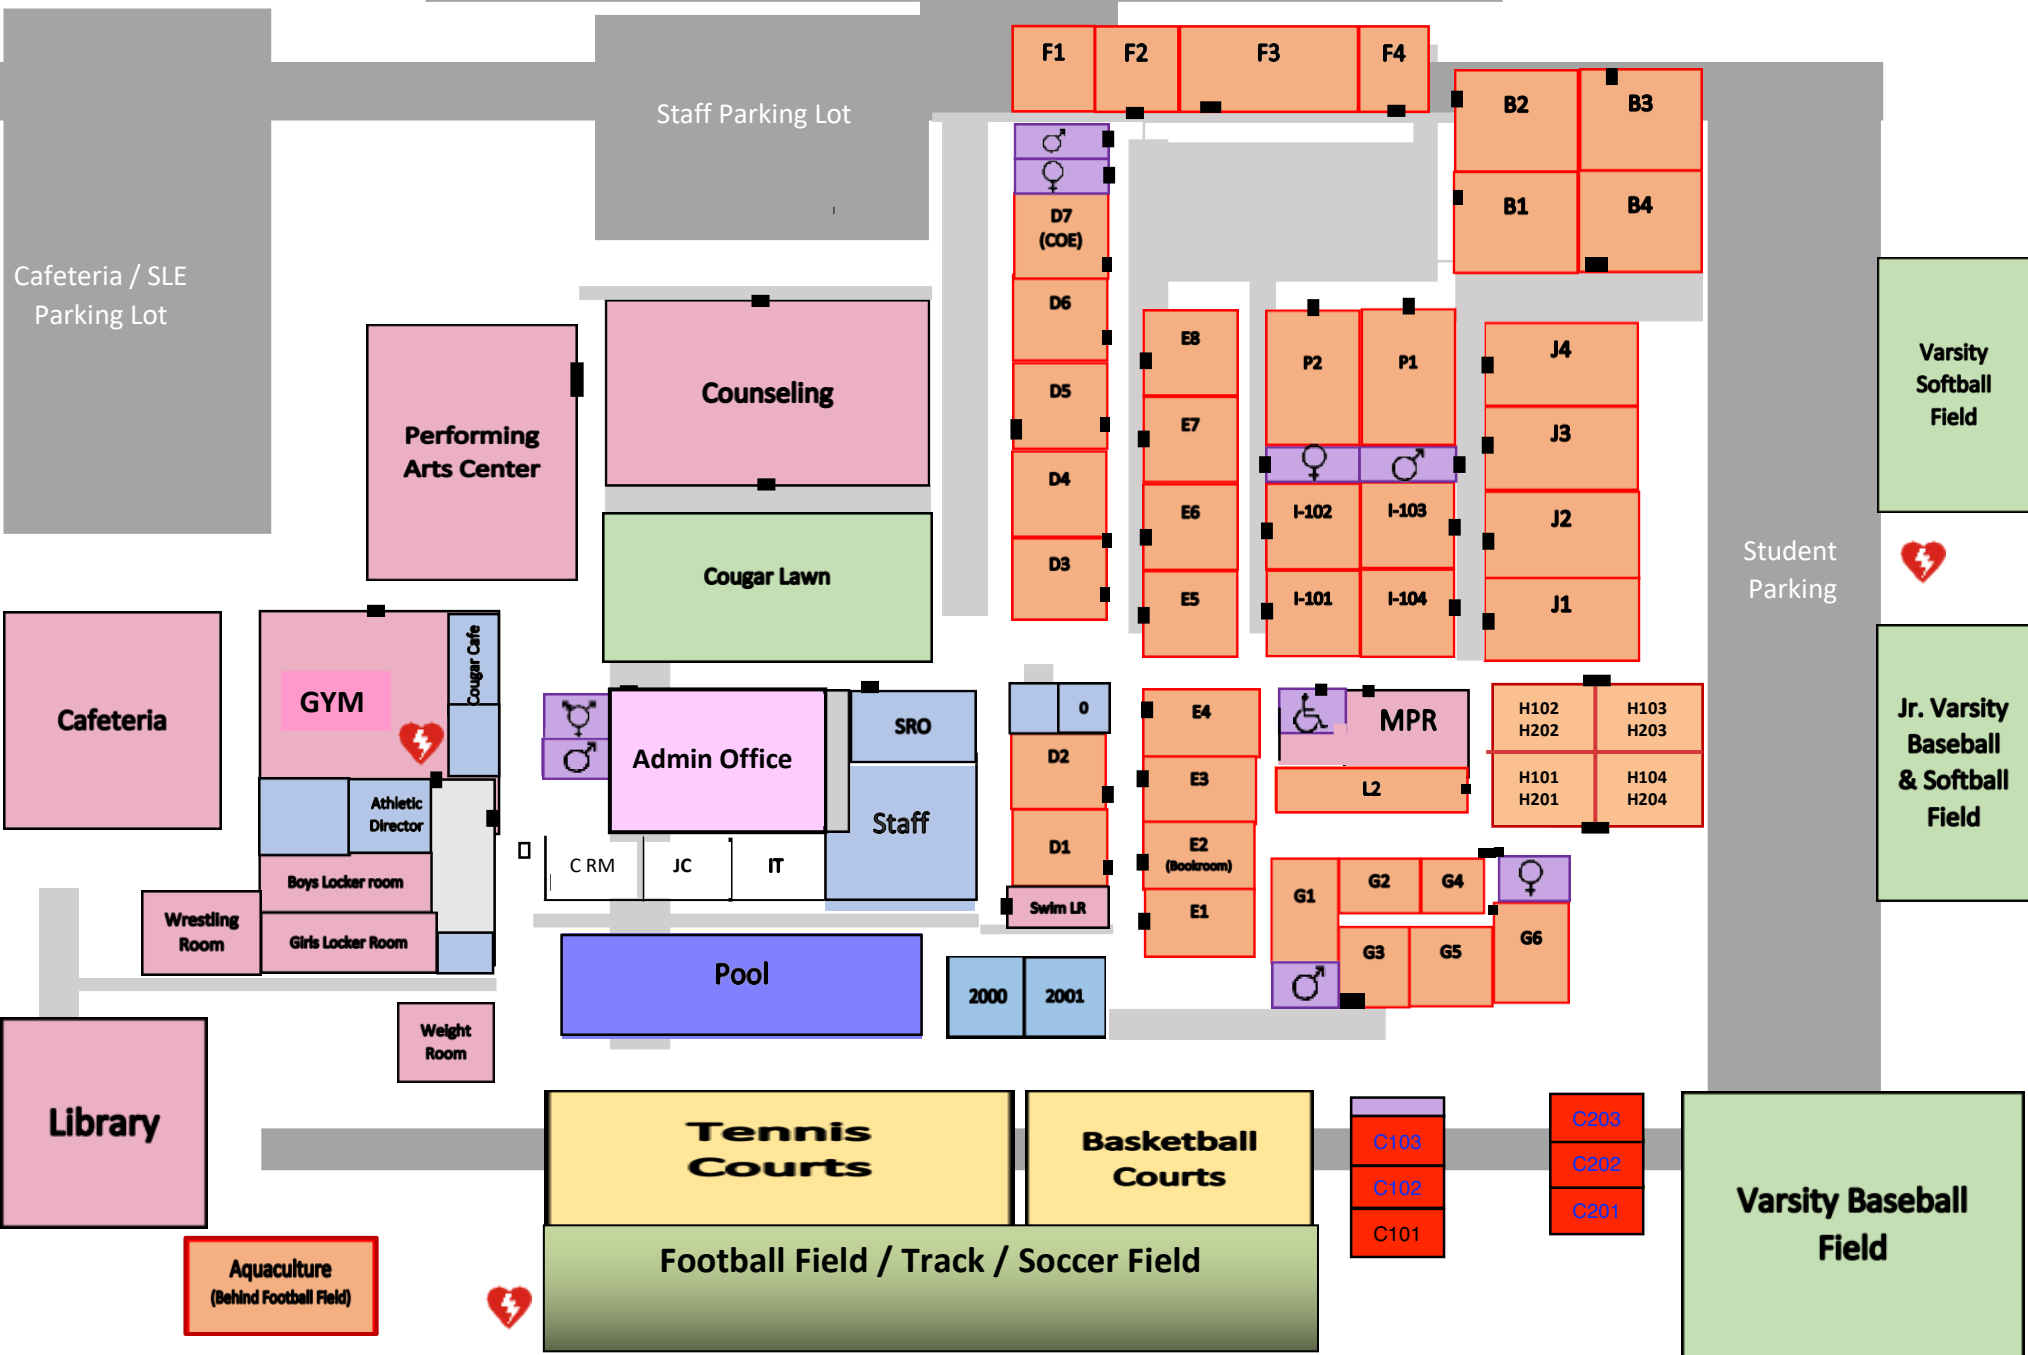 F1
F2
F3
F4
B2
B3
Staff Parking Lot
B1
B4
D7
(COE)
Cafeteria / SLE
Parking Lot
D6
E8
P2
P1
J4
Varsity
Softball
Field
Counseling
D5
E7
J3
Performing
Arts Center
D4
E6
I-102
I-103
J2
Student
Parking
Cougar Lawn
D3
E5
I-101
I-104
J1
Cougar Cafe
GYM
Cafeteria
Admin Office
SRO
0
E4
MPR
H102
H202
H103
H203
Jr. Varsity
Baseball
& Softball
Field
D2
E3
L2
H101
H201
H104
H204
Athletic
Director
Staff
C RM
JC
IT
D1
E2
(Bookroom)
Boys Locker room
G1
G2
G4
Wrestling
Room
Girls Locker Room
Swim LR
E1
G3
G5
G6
Pool
2000
2001
Weight
Room
Library
Tennis
Courts
Basketball
Courts
C103
C102
C101
C203
C202
C201
Varsity Baseball
Field
Aquaculture
(Behind Football Field)
Football Field / Track / Soccer Field